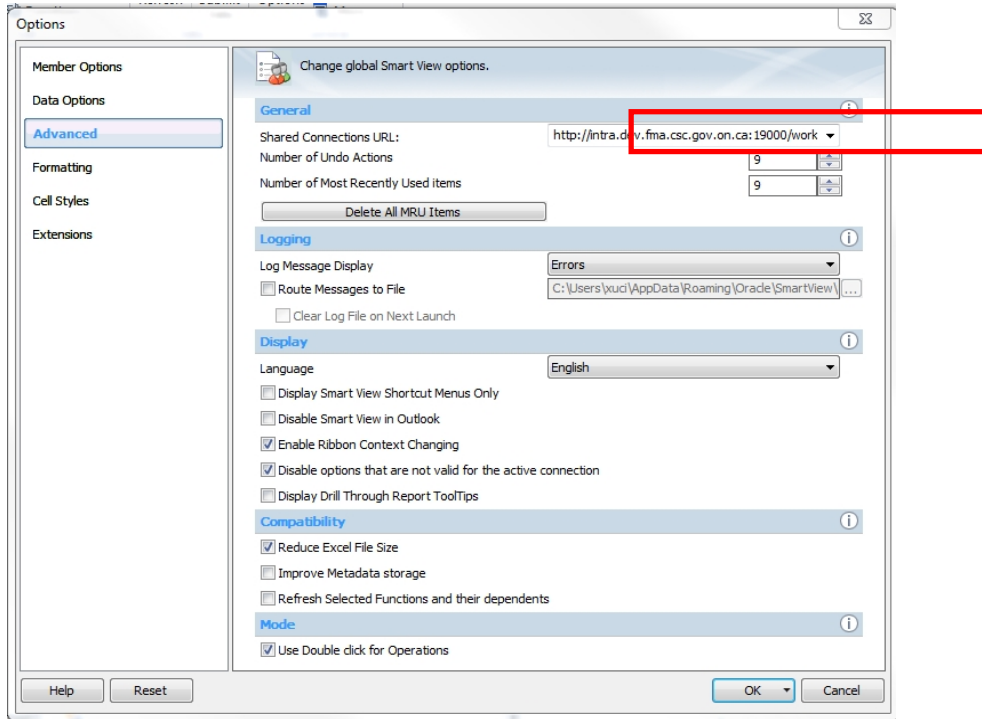 Options
Member Options
Data Options
Advanced
Formatting
Cell Styles
Extensions
Change global Smart View options.
General
Shared Connections URL: http://intra.dev.fma.csc.gov.on.ca:19000/work
Number of Undo Actions 9
Number of Most Recently Used items 9
Delete All MRU Items
Logging
Log Message Display Errors
Route Messages to File C:\Users\xuci\AppData\Roaming\Oracle\SmartView\ ...
Clear Log File on Next Launch
Display
Language English
Display Smart View Shortcut Menus Only
Disable Smart View in Outlook
Enable Ribbon Context Changing
Disable options that are not valid for the active connection
Display Drill Through Report ToolTips
Compatibility
Reduce Excel File Size
Improve Metadata storage
Refresh Selected Functions and their dependents
Mode
Use Double click for Operations
Help Reset OK Cancel